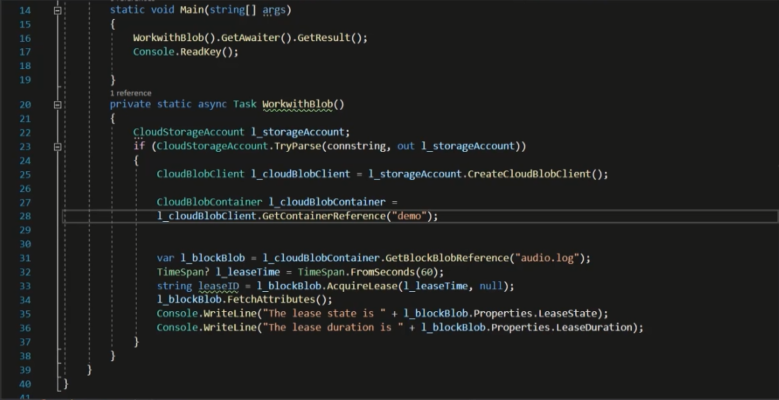 14 static void Main(string[] args)
15 {
16 WorkwithBlob().GetAwaiter().GetResult();
17 Console.ReadKey();
18
19 }
1 reference
20 private static async Task WorkwithBlob()
21 {
22 CloudStorageAccount l_storageAccount;
23 if (CloudStorageAccount.TryParse(connstring, out l_storageAccount))
24 {
25 CloudBlobClient l_cloudBlobClient = l_storageAccount.CreateCloudBlobClient();
26
27 CloudBlobContainer l_cloudBlobContainer =
28 l_cloudBlobClient.GetContainerReference("demo");
29
30
31 var l_blockBlob = l_cloudBlobContainer.GetBlockBlobReference("audio.log");
32 TimeSpan? l_leaseTime = TimeSpan.FromSeconds(60);
33 string leaseID = l_blockBlob.AcquireLease(l_leaseTime, null);
34 l_blockBlob.FetchAttributes();
35 Console.WriteLine("The lease state is " + l_blockBlob.Properties.LeaseState);
36 Console.WriteLine("The lease duration is " + l_blockBlob.Properties.LeaseDuration);
37 }
38 }
39 }
40 }
41